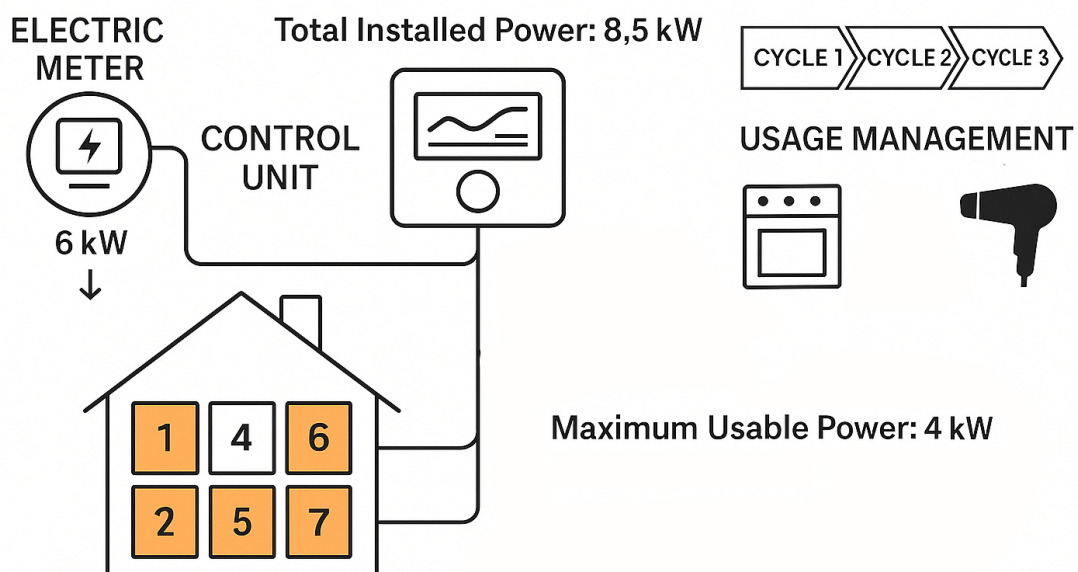 ELECTRIC
METER
Total Installed Power: 8,5 kW
CYCLE 1
CYCLE 2
CYCLE 3
CONTROL
UNIT
USAGE MANAGEMENT
6 kW
1
4
6
2
5
7
Maximum Usable Power: 4 kW